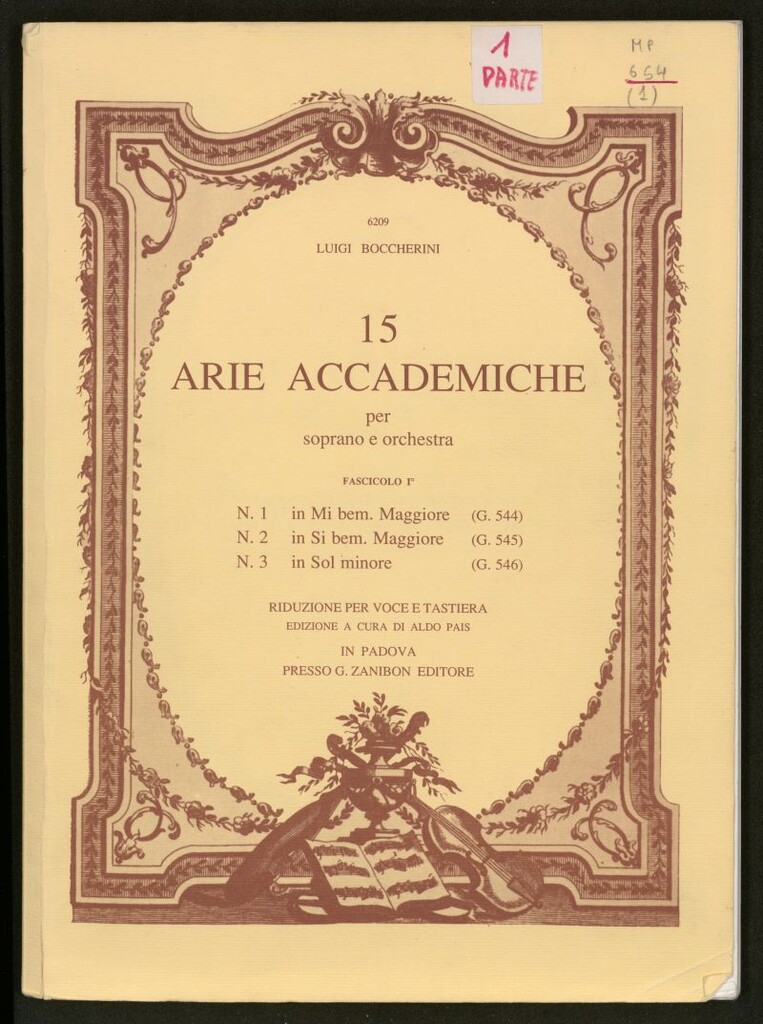 1
PARTE
MP
654
(1)
6209
LUIGI BOCCHERINI
15
ARIE ACCADEMICHE
per
soprano e orchestra
FASCICOLO I°
N. 1 in Mi bem. Maggiore (G. 544)
N. 2 in Si bem. Maggiore (G. 545)
N. 3 in Sol minore (G. 546)
RIDUZIONE PER VOCE E TASTIERA
EDIZIONE A CURA DI ALDO PAIS
IN PADOVA
PRESSO G. ZANIBON EDITORE